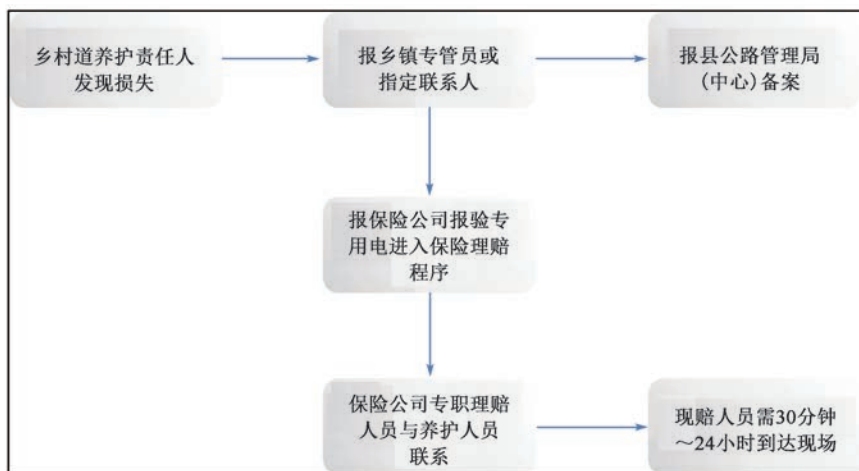 乡村道养护责任人
发现损失
报乡镇专管员或
指定联系人
报县公路管理局
(中心)备案
报保险公司报验专
用电进入保险理赔
程序
保险公司专职理赔
人员与养护人员
联系
现赔人员需30分钟
～24小时到达现场